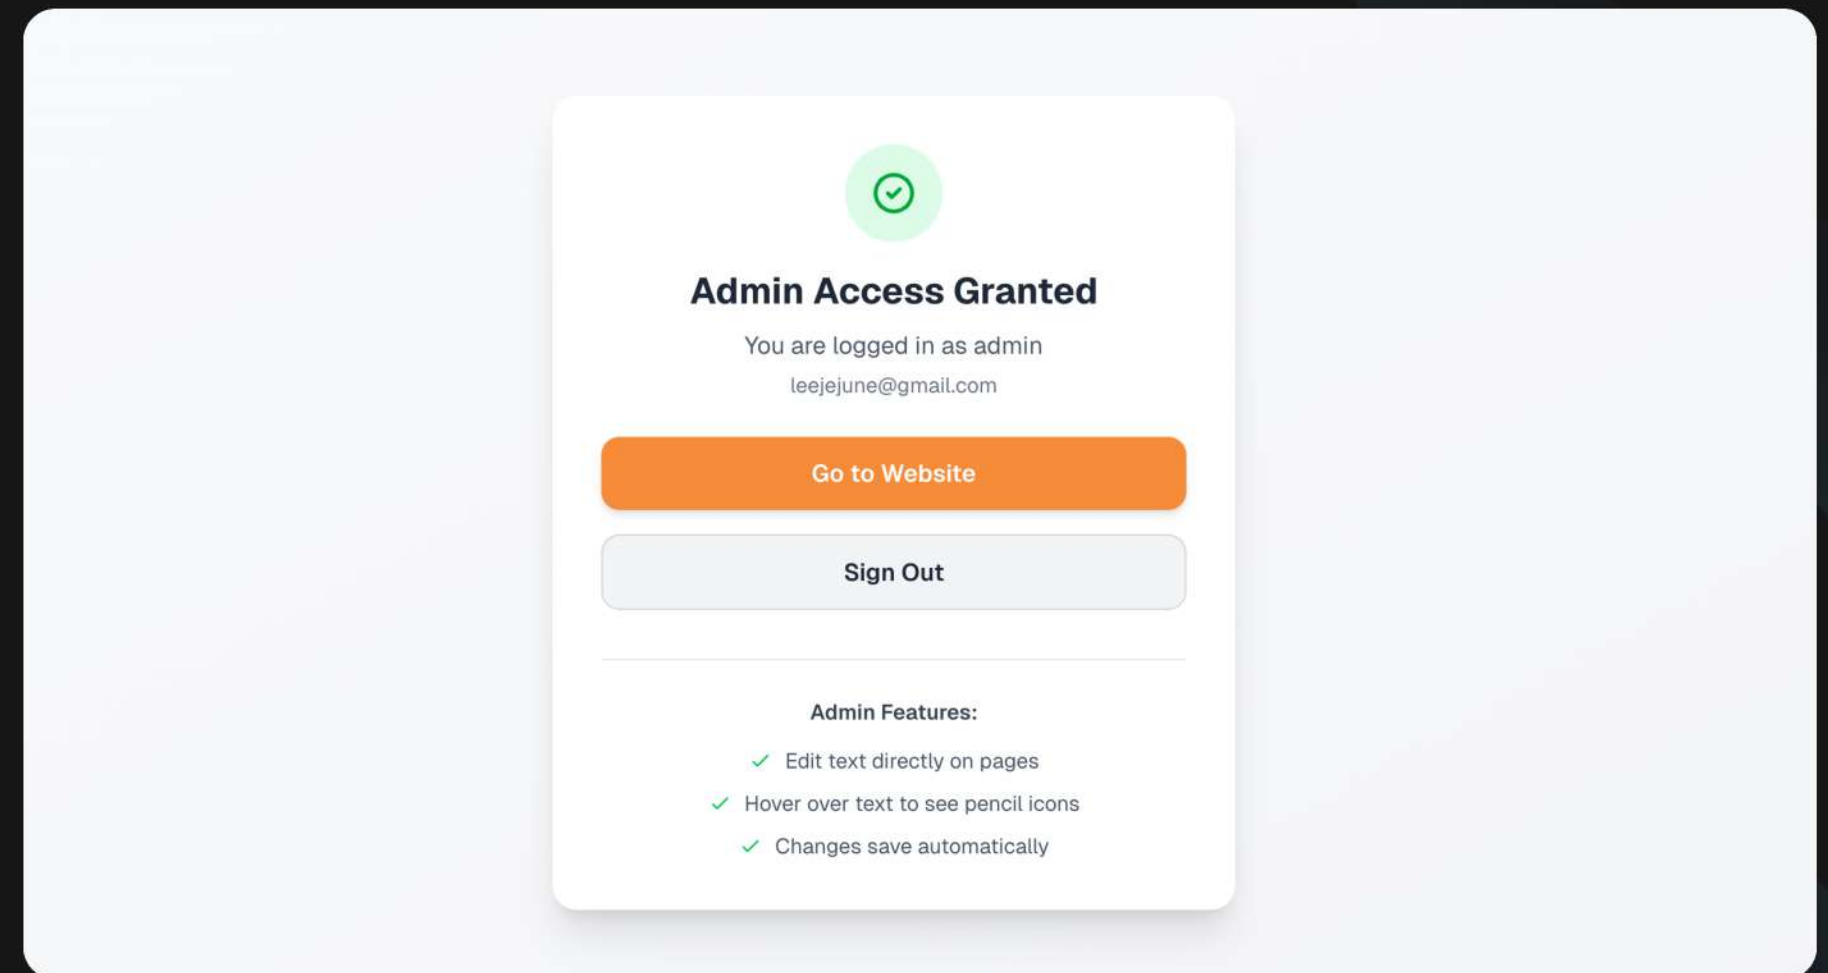 Admin Access Granted
You are logged in as admin
leejejune@gmail.com
Go to Website
Sign Out
Admin Features:
Edit text directly on pages
Hover over text to see pencil icons
Changes save automatically